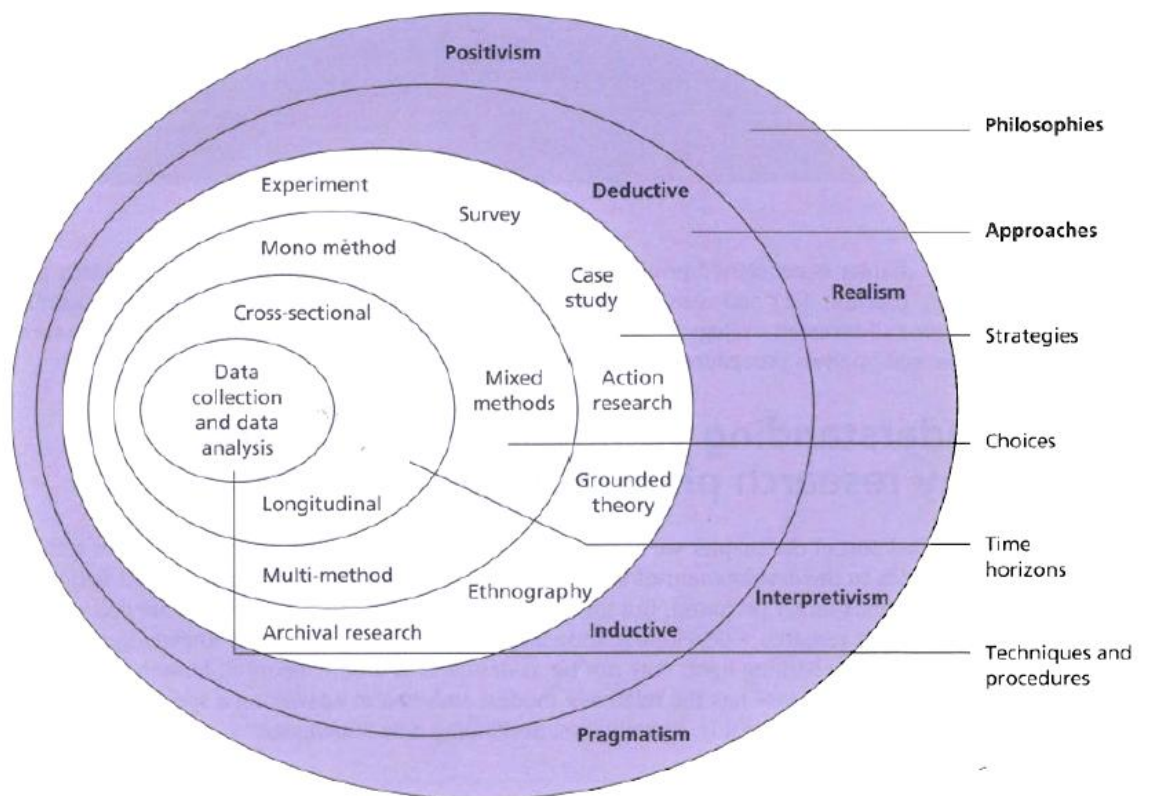 Positivism
Philosophies
Experiment
Deductive
Survey
Approaches
Mono mèthod
Case
study
Realism
Cross-sectional
Strategies
Data
collection
and data
analysis
Mixed
methods
Action
research
Choices
Grounded
theory
Longitudinal
Time
horizons
Multi-method
Ethnography
Interpretivism
Archival research
Inductive
Techniques and
procedures
Pragmatism